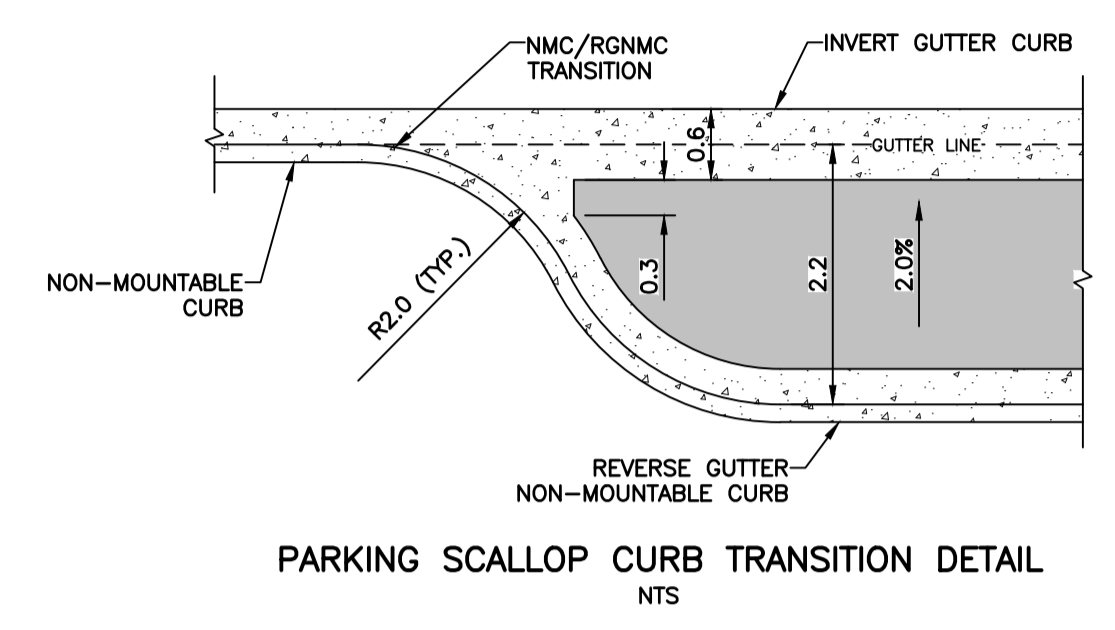 NMC/RGNMC
TRANSITION
INVERT GUTTER CURB
0.6
GUTTER LINE
NON-MOUNTABLE
CURB
R2.0 (TYP.)
0.3
2.2
2.0%
REVERSE GUTTER
NON-MOUNTABLE CURB
PARKING SCALLOP CURB TRANSITION DETAIL
NTS